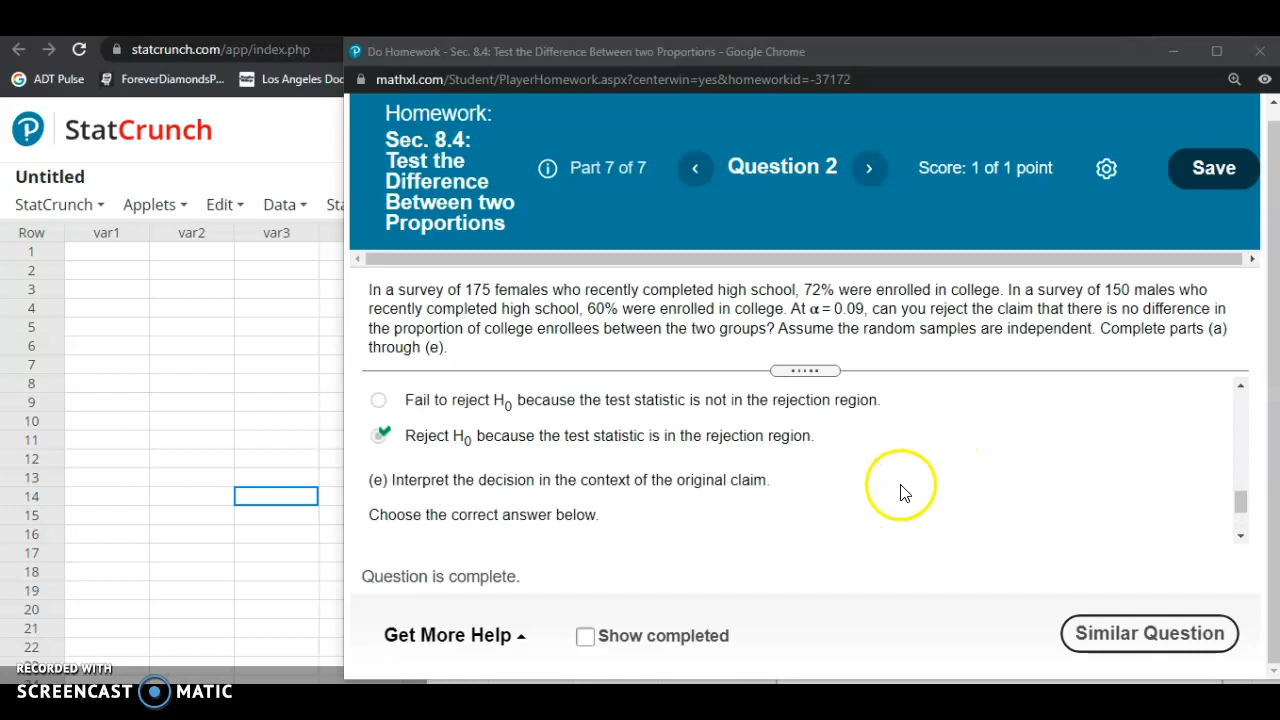 statcrunch.com/app/index.php
ADT Pulse
ForeverDiamondsP...
Los Angeles Doc
StatCrunch
Untitled
StatCrunch
Applets
Edit
Data
Sta
Row var1 var2 var3
1
2
3
4
5
6
7
8
9
10
11
12
13
14
15
16
17
18
19
20
21
22
Do Homework - Sec. 8.4: Test the Difference Between two Proportions - Google Chrome
mathxl.com/Student/PlayerHomework.aspx?centerwin=yes&homeworkid=-37172
Homework:
Sec. 8.4:
Test the
Difference
Between two
Proportions
Part 7 of 7
Question 2
Score: 1 of 1 point
Save
In a survey of 175 females who recently completed high school, 72% were enrolled in college. In a survey of 150 males who
recently completed high school, 60% were enrolled in college. At α = 0.09, can you reject the claim that there is no difference in
the proportion of college enrollees between the two groups? Assume the random samples are independent. Complete parts (a)
through (e).
Fail to reject H0 because the test statistic is not in the rejection region.
Reject H0 because the test statistic is in the rejection region.
(e) Interpret the decision in the context of the original claim.
Choose the correct answer below.
Question is complete.
Get More Help
Show completed
Similar Question
RECORDED WITH
SCREENCAST MATIC